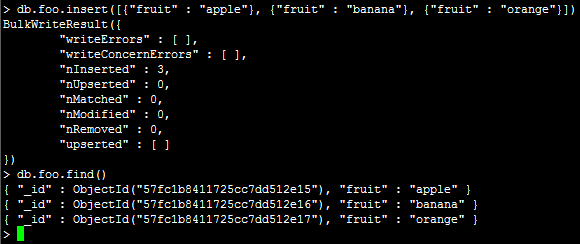 > db.foo.insert([{"fruit" : "apple"}, {"fruit" : "banana"}, {"fruit" : "orange"}])
BulkWriteResult({
        "writeErrors" : [ ],
        "writeConcernErrors" : [ ],
        "nInserted" : 3,
        "nUpserted" : 0,
        "nMatched" : 0,
        "nModified" : 0,
        "nRemoved" : 0,
        "upserted" : [ ]
})
> db.foo.find()
{ "_id" : ObjectId("57fc1b8411725cc7dd512e15"), "fruit" : "apple" }
{ "_id" : ObjectId("57fc1b8411725cc7dd512e16"), "fruit" : "banana" }
{ "_id" : ObjectId("57fc1b8411725cc7dd512e17"), "fruit" : "orange" }
>